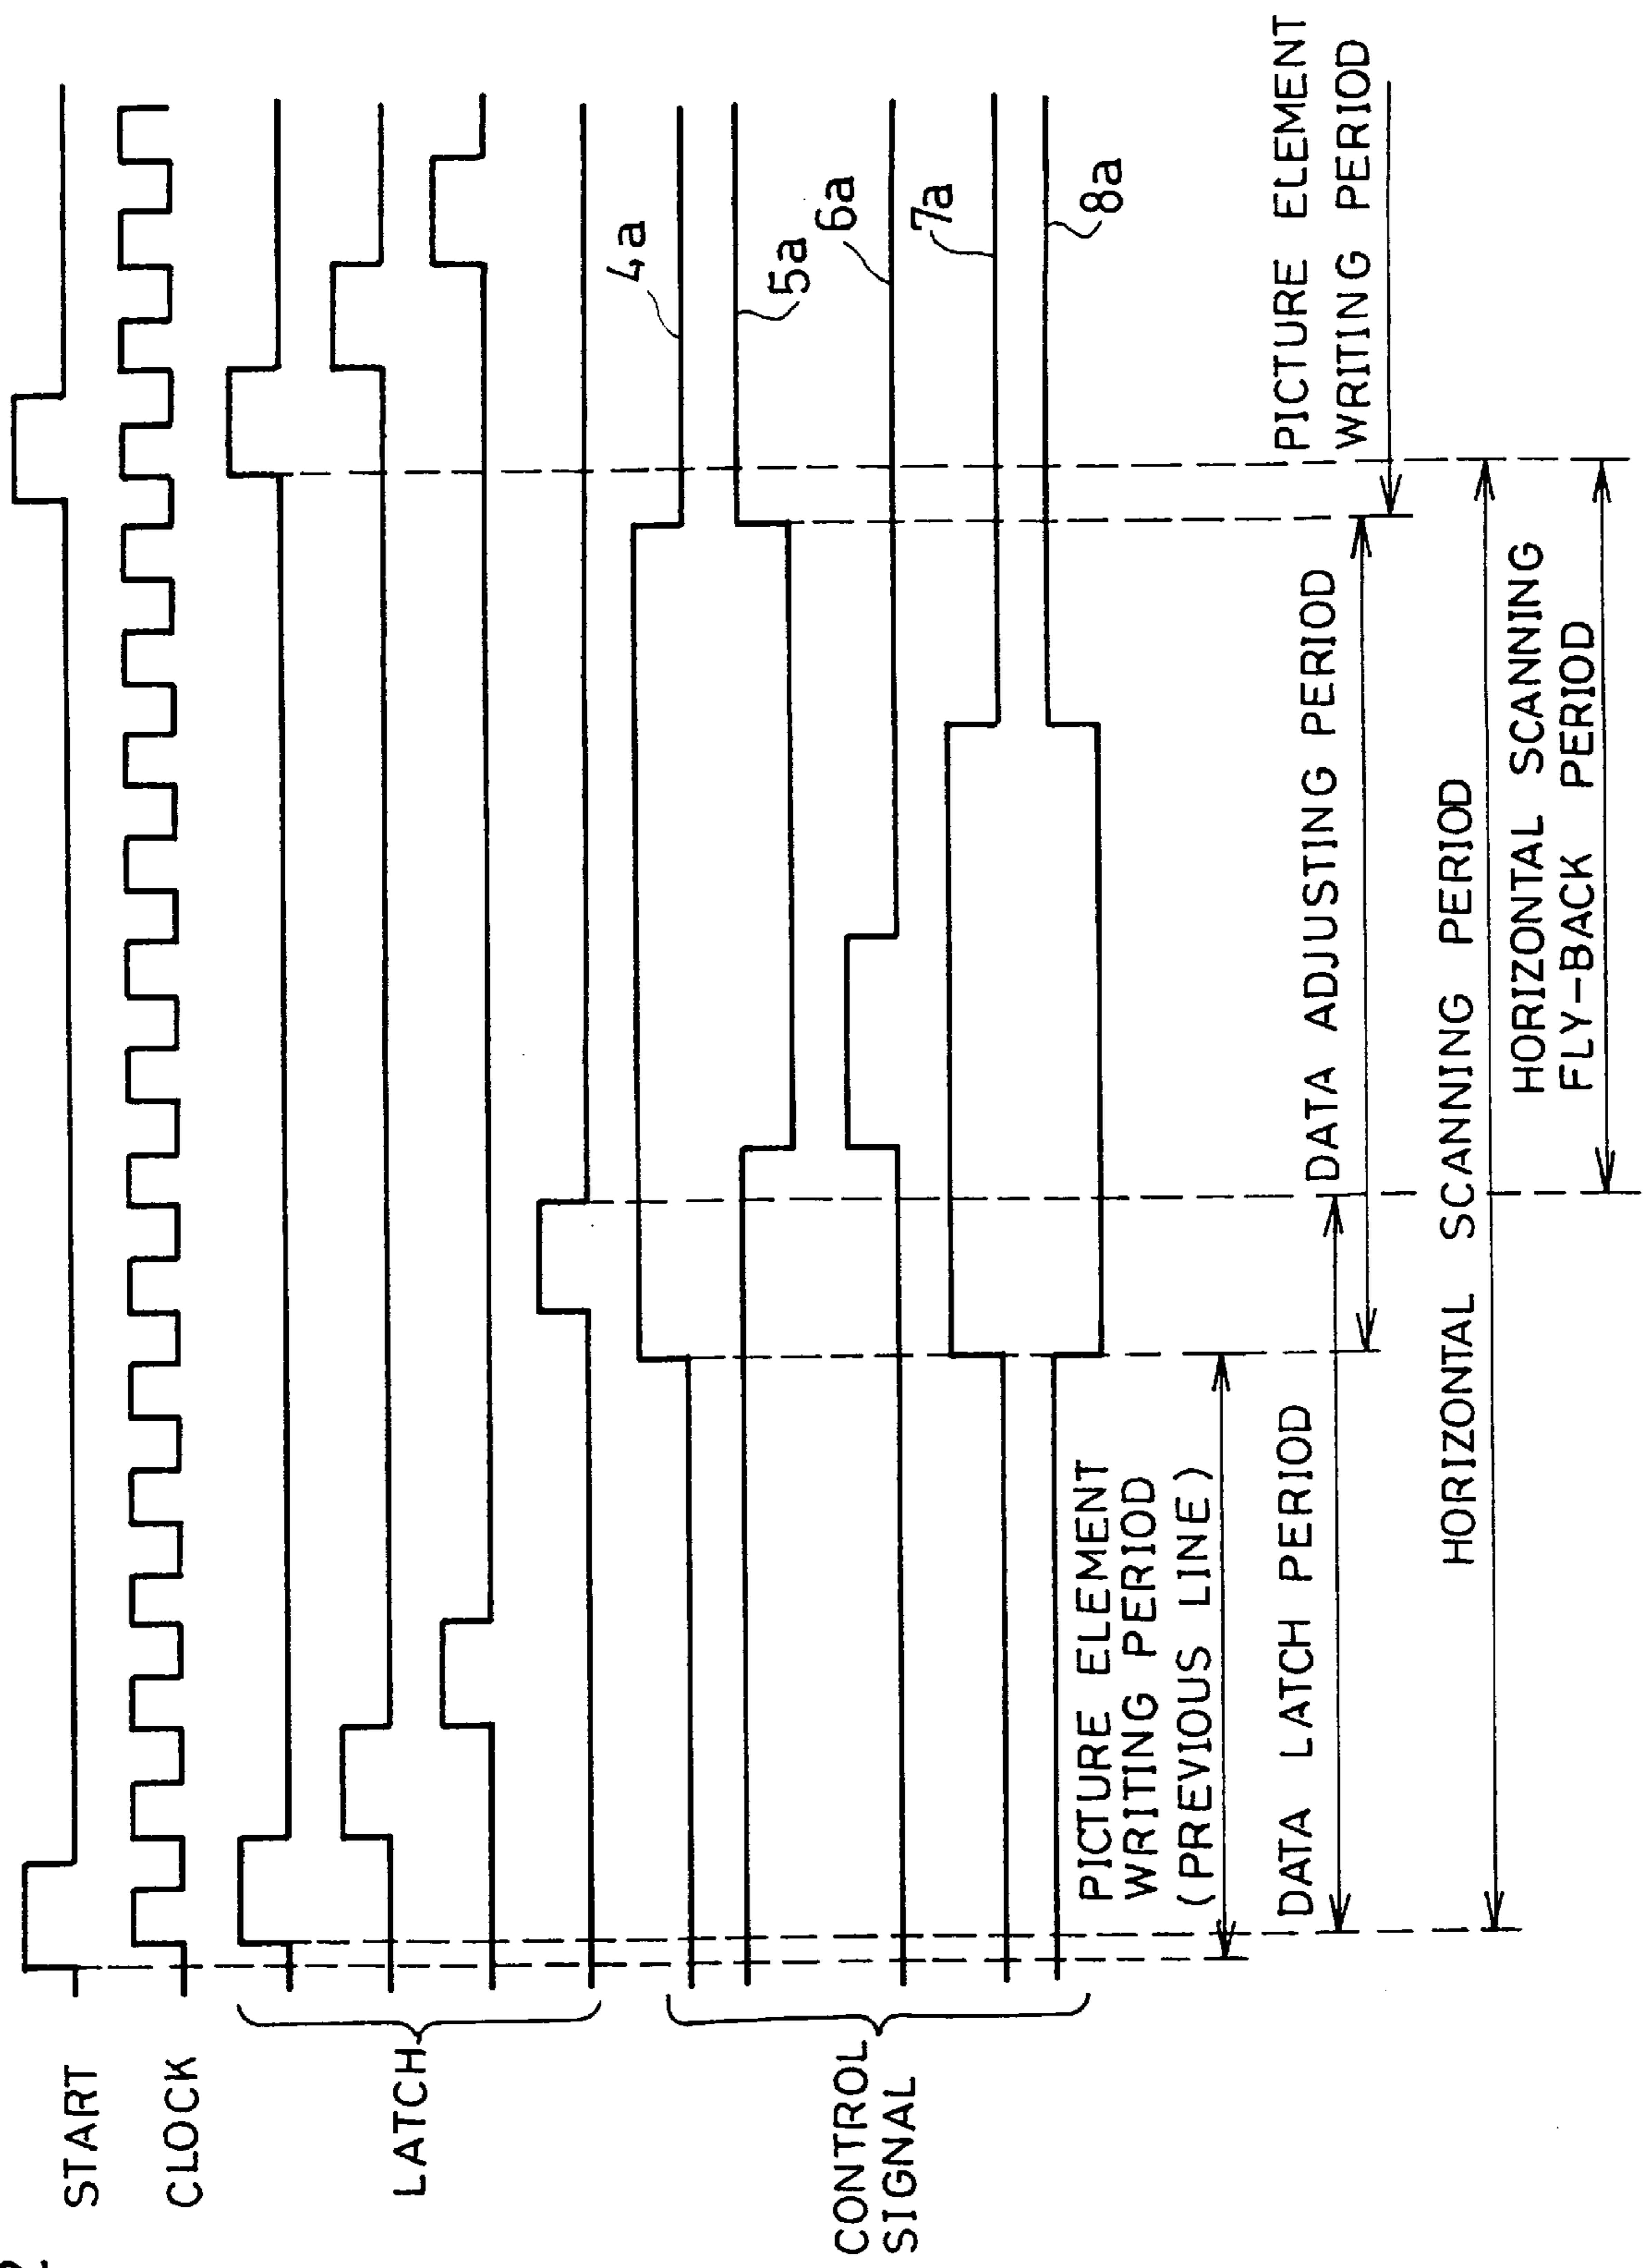 START
CLOCK
LATCH
CONTROL
SIGNAL
4a
5a
6a
7a
8a
PICTURE ELEMENT
WRITING PERIOD
(PREVIOUS LINE)
PICTURE ELEMENT
WRITING PERIOD
DATA LATCH PERIOD
DATA ADJUSTING PERIOD
HORIZONTAL SCANNING PERIOD
HORIZONTAL SCANNING
FLY-BACK PERIOD